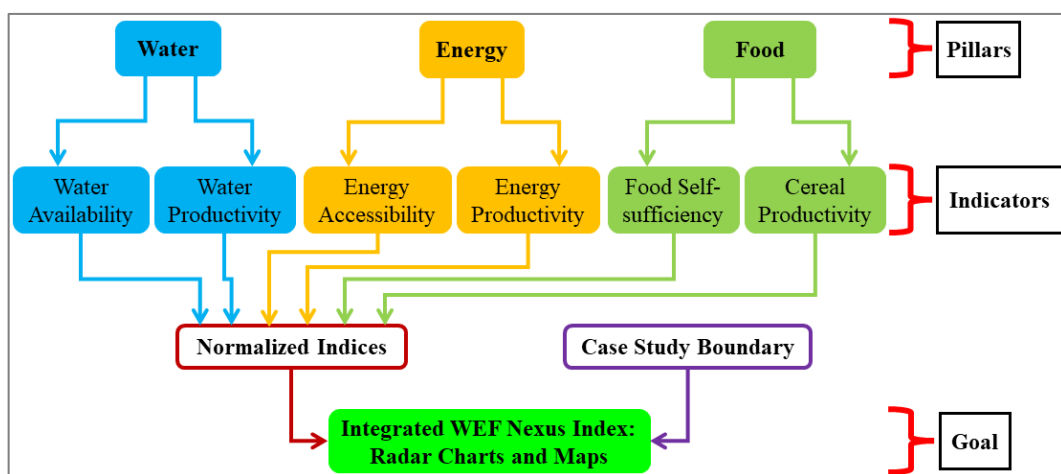 Water
Energy
Food
Pillars
Water
Availability
Water
Productivity
Energy
Accessibility
Energy
Productivity
Food Self-
sufficiency
Cereal
Productivity
Indicators
Normalized Indices
Case Study Boundary
Integrated WEF Nexus Index:
Radar Charts and Maps
Goal